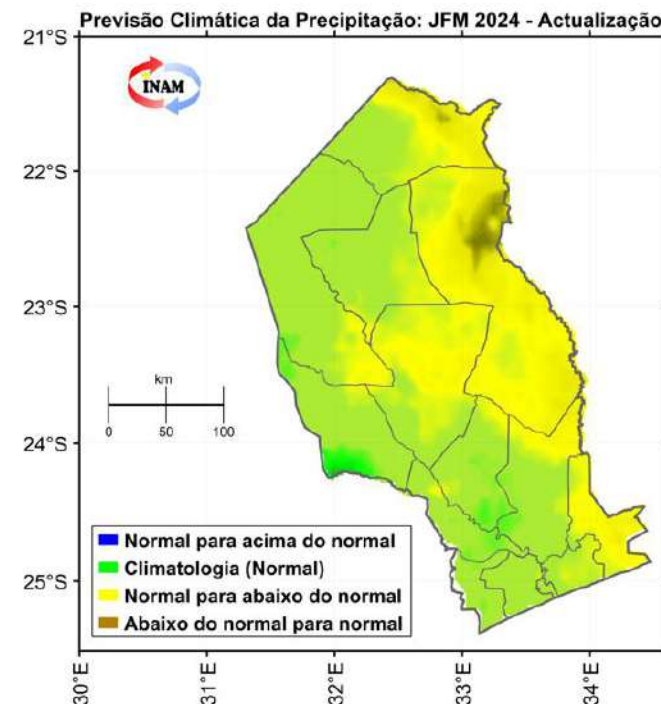 Previsão Climática da Precipitação: JFM 2024 - Actualização
21°S
INAM
22°S
23°S
km
0 50 100
24°S
Normal para acima do normal
Climatologia (Normal)
25°S
Normal para abaixo do normal
Abaixo do normal para normal
30°E 31°E 32°E 33°E 34°E